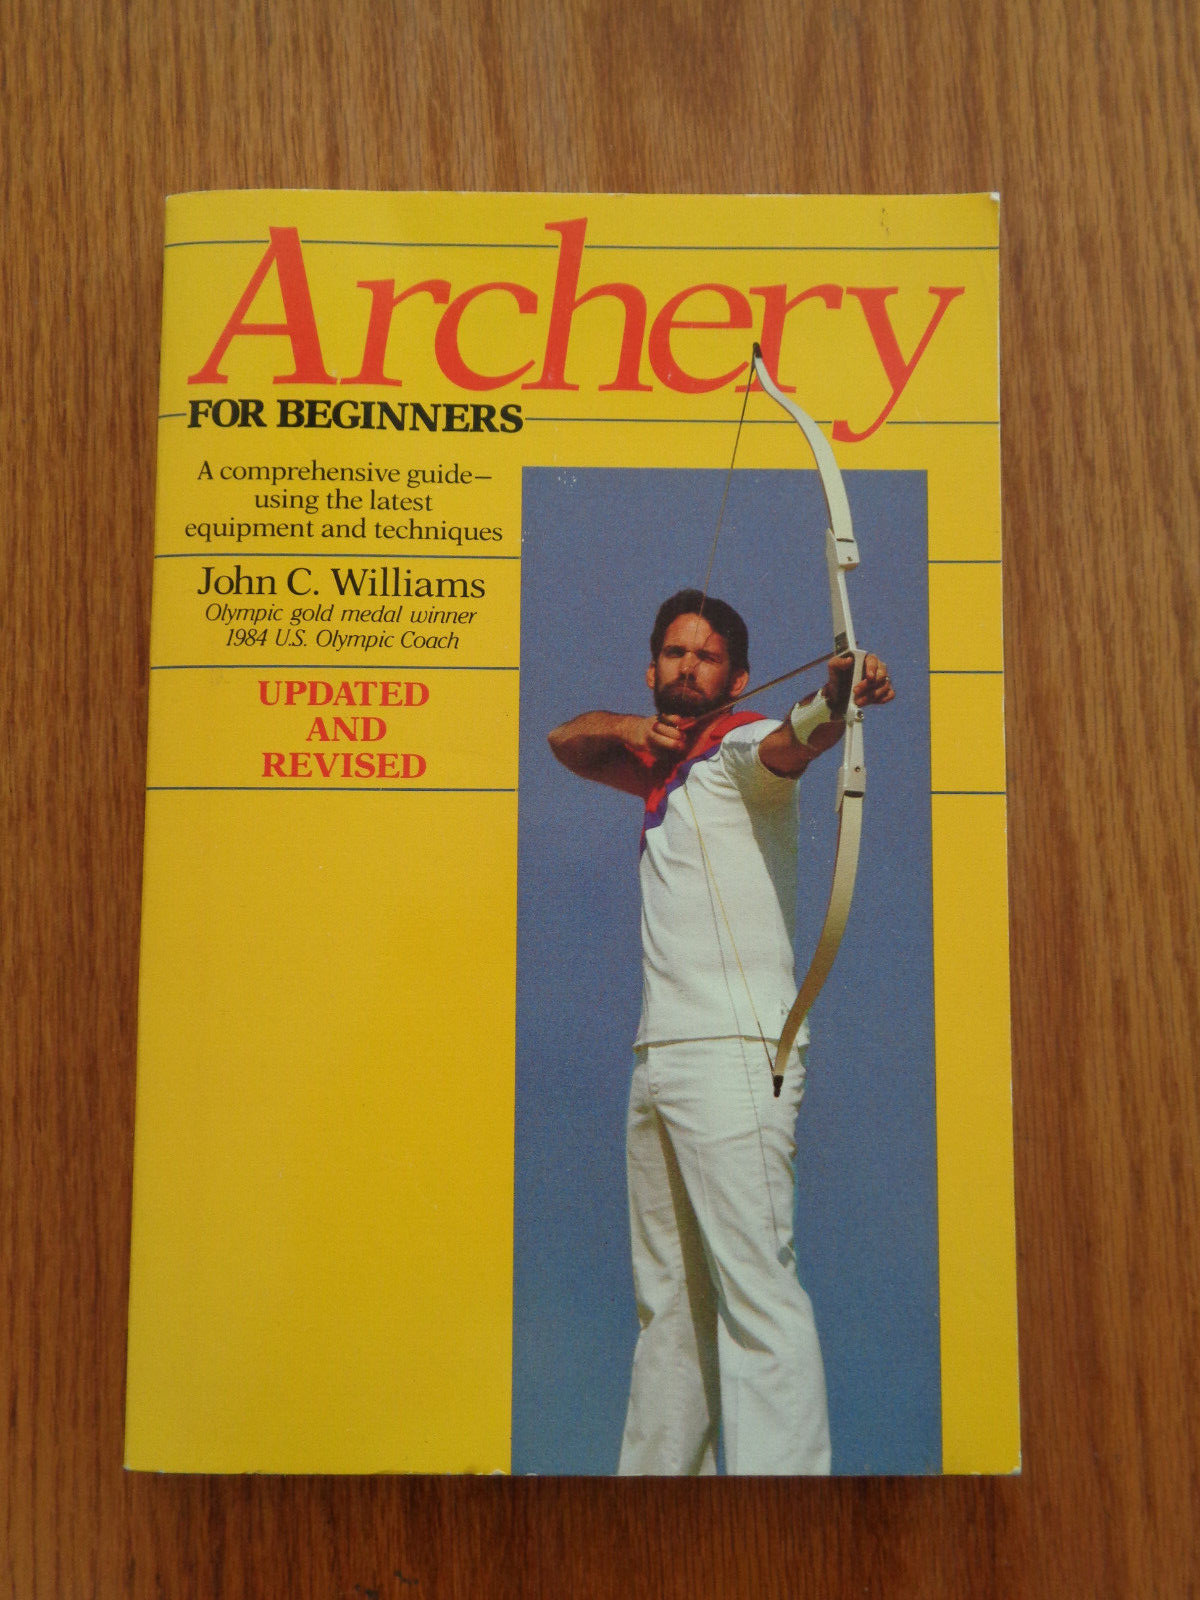 Archery
FOR BEGINNERS
A comprehensive guide—
using the latest
equipment and techniques
John C. Williams
Olympic gold medal winner
1984 U.S. Olympic Coach
UPDATED
AND
REVISED